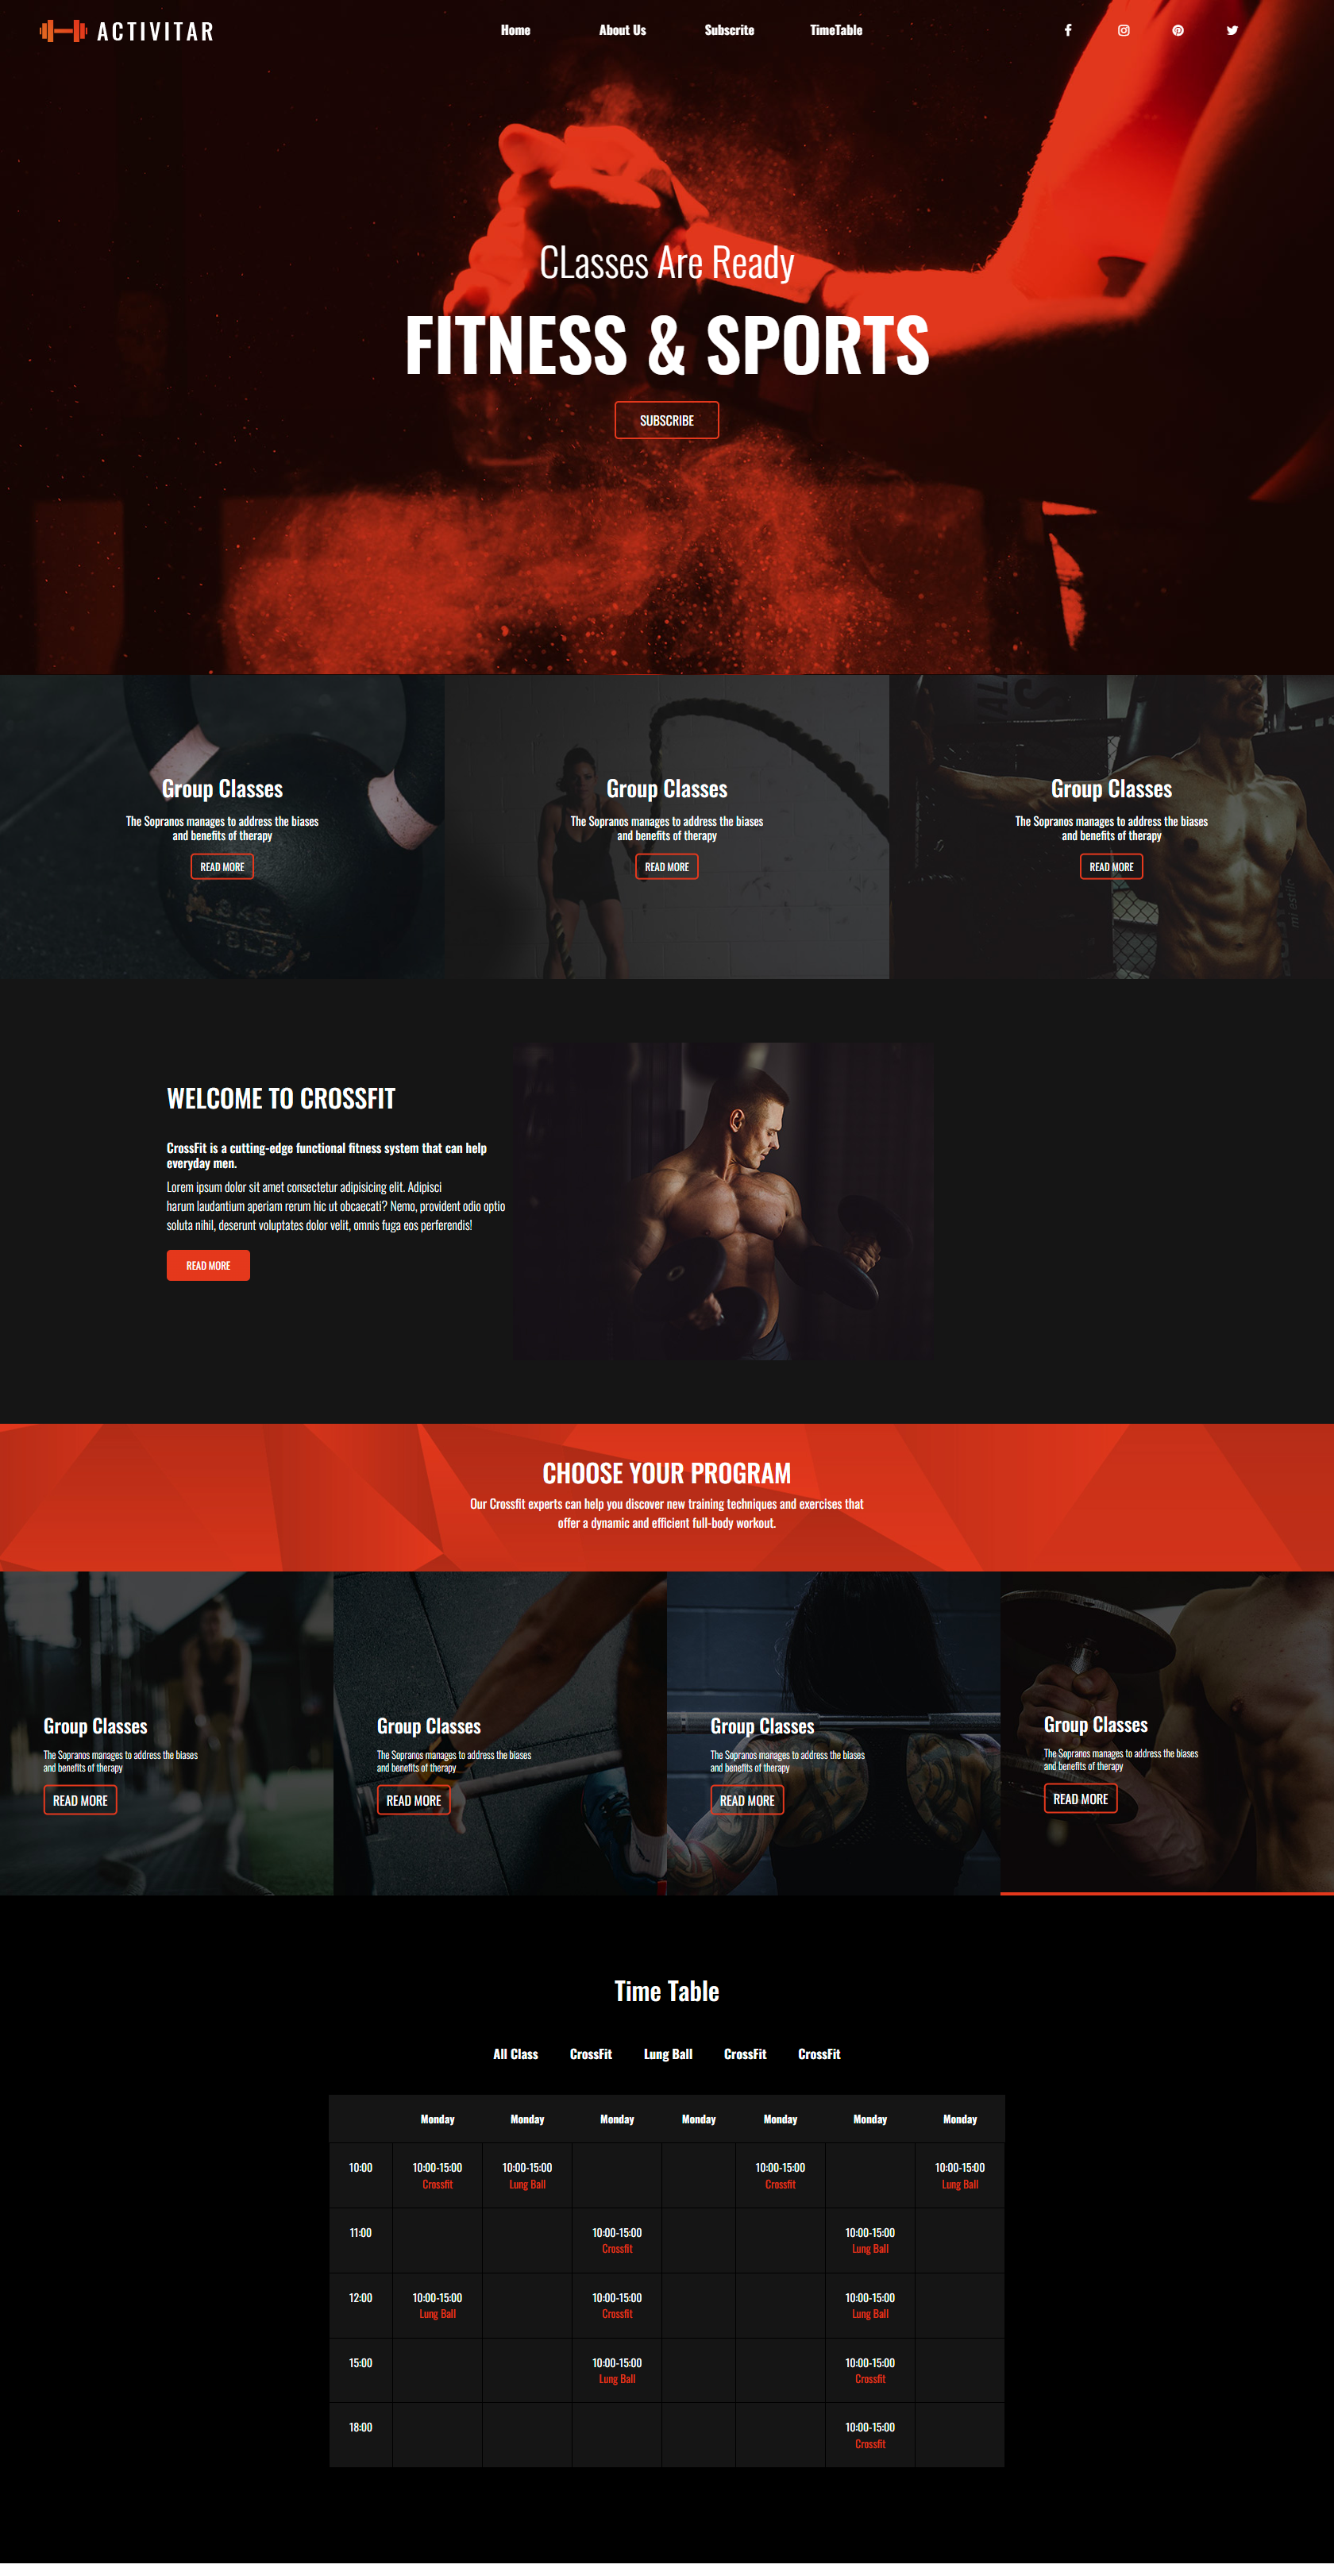 ACTIVITAR
Home About Us Subscrite TimeTable
CLasses Are Ready
FITNESS & SPORTS
SUBSCRIBE
Group Classes
The Sopranos manages to address the biases
and benefits of therapy
READ MORE
Group Classes
The Sopranos manages to address the biases
and benefits of therapy
READ MORE
Group Classes
The Sopranos manages to address the biases
and benefits of therapy
READ MORE
WELCOME TO CROSSFIT
CrossFit is a cutting-edge functional fitness system that can help
everyday men.
Lorem ipsum dolor sit amet consectetur adipisicing elit. Adipisci
harum laudantium aperiam rerum hic ut obcaecati? Nemo, provident odio optio
soluta nihil, deserunt voluptates dolor velit, omnis fuga eos perferendis!
READ MORE
CHOOSE YOUR PROGRAM
Our Crossfit experts can help you discover new training techniques and exercises that
offer a dynamic and efficient full-body workout.
Group Classes
The Sopranos manages to address the biases
and benefits of therapy
READ MORE
Group Classes
The Sopranos manages to address the biases
and benefits of therapy
READ MORE
Group Classes
The Sopranos manages to address the biases
and benefits of therapy
READ MORE
Group Classes
The Sopranos manages to address the biases
and benefits of therapy
READ MORE
Time Table
All Class CrossFit Lung Ball CrossFit CrossFit
Monday Monday Monday Monday Monday Monday Monday
10:00 10:00-15:00 10:00-15:00 10:00-15:00 10:00-15:00
Crossfit Lung Ball Crossfit Lung Ball
11:00 10:00-15:00 10:00-15:00
Crossfit Lung Ball
12:00 10:00-15:00 10:00-15:00 10:00-15:00
Lung Ball Crossfit Lung Ball
15:00 10:00-15:00 10:00-15:00
Lung Ball Crossfit
18:00 10:00-15:00
Crossfit